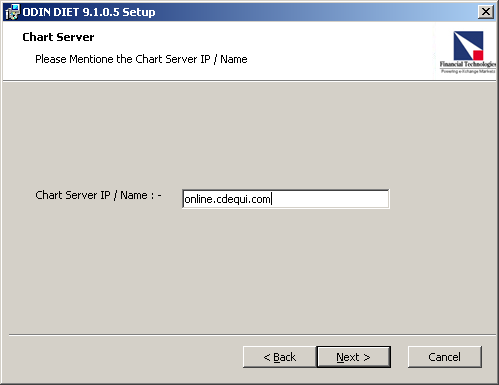 ODIN DIET 9.1.0.5 Setup
Chart Server
Please Mentione the Chart Server IP / Name
Financial Technologies
Powering e-Xchange Markets
Chart Server IP / Name : -
online.cdequi.com
< Back
Next >
Cancel